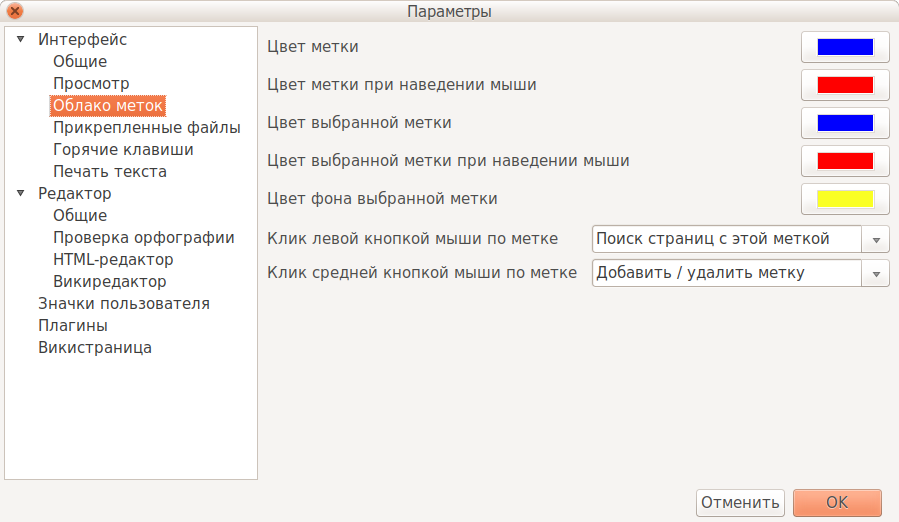 Параметры
Интерфейс
Общие
Просмотр
Облако меток
Прикрепленные файлы
Горячие клавиши
Печать текста
Редактор
Общие
Проверка орфографии
HTML-редактор
Викиредактор
Значки пользователя
Плагины
Викистраница
Цвет метки
Цвет метки при наведении мыши
Цвет выбранной метки
Цвет выбранной метки при наведении мыши
Цвет фона выбранной метки
Клик левой кнопкой мыши по метке Поиск страниц с этой меткой
Клик средней кнопкой мыши по метке Добавить / удалить метку
Отменить OK